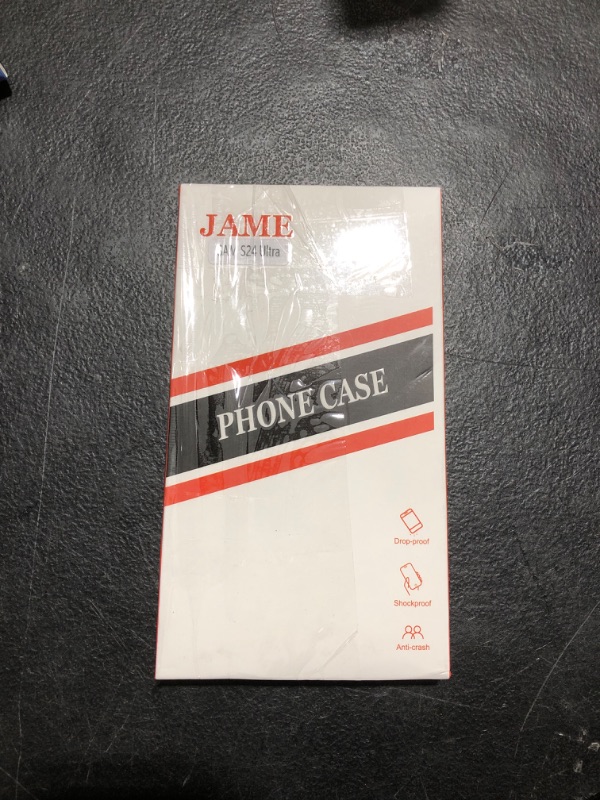 JAME
S24 Ultra
PHONE CASE
Drop-proof
Shockproof
Anti-crash